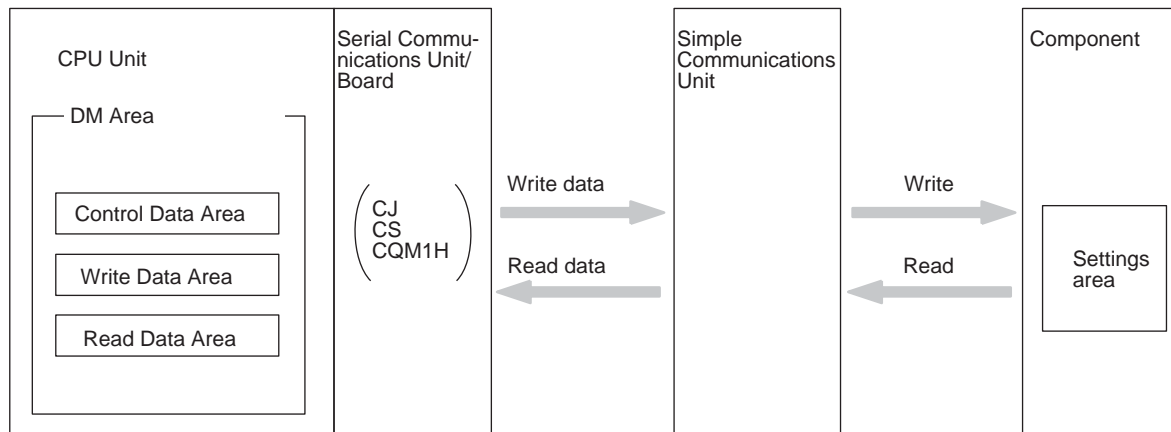 CPU Unit
DM Area
Control Data Area
Write Data Area
Read Data Area
Serial Commu-
nications Unit/
Board
CJ
CS
CQM1H
Write data
Read data
Simple
Communications
Unit
Write
Read
Component
Settings
area